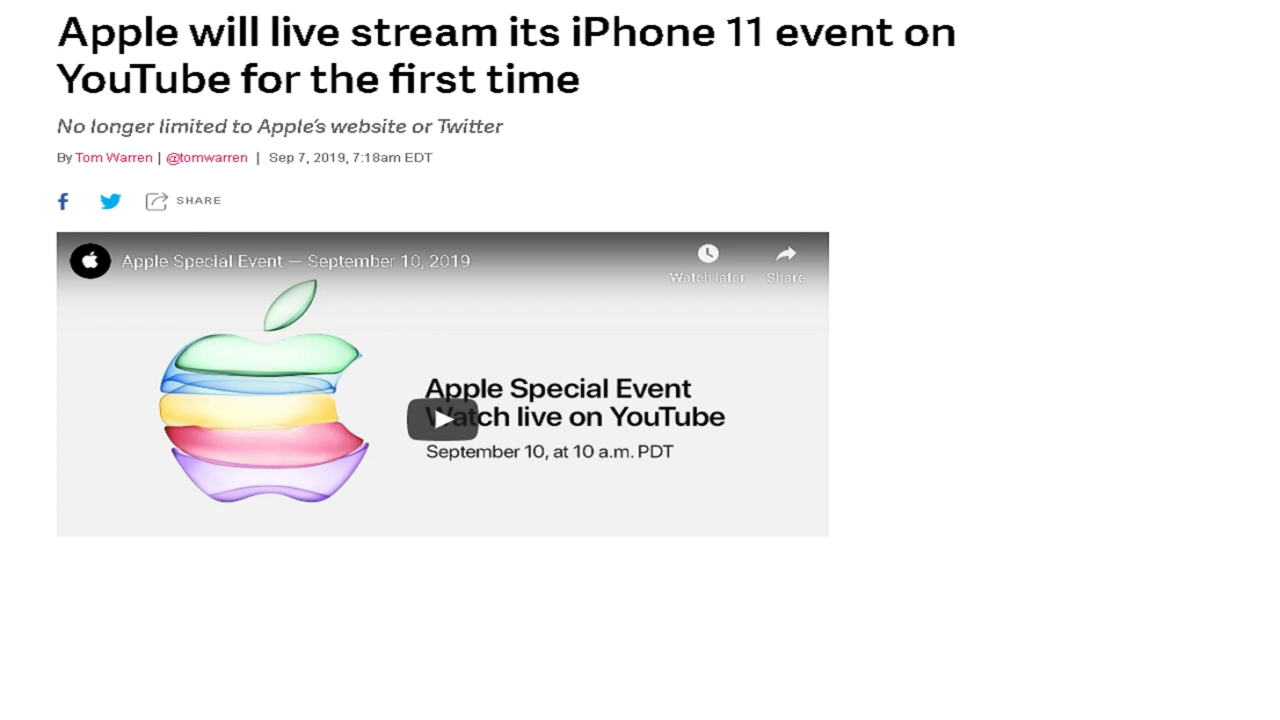 Apple will live stream its iPhone 11 event on
YouTube for the first time
No longer limited to Apple's website or Twitter
By Tom Warren | @tomwarren | Sep 7, 2019, 7:18am EDT
SHARE
Apple Special Event — September 10, 2019
Watch later
Share
Apple Special Event
Watch live on YouTube
September 10, at 10 a.m. PDT